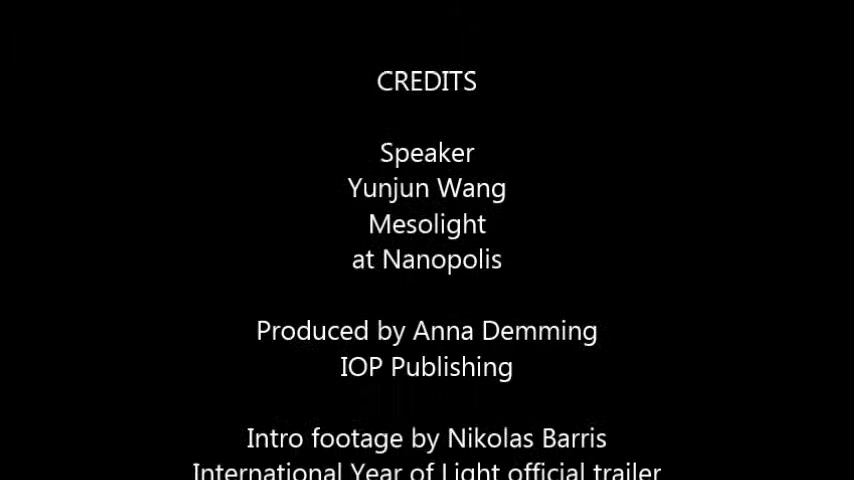 CREDITS
Speaker
Yunjun Wang
Mesolight
at Nanopolis
Produced by Anna Demming
IOP Publishing
Intro footage by Nikolas Barris
International Year of Light official trailer